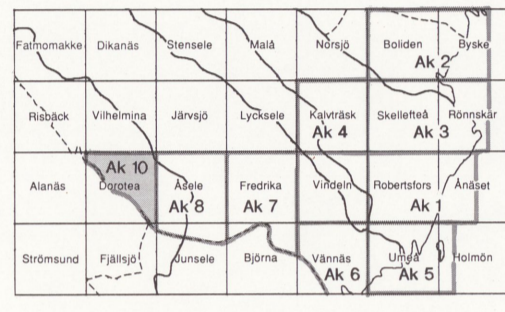 Fatmomakke Dikanäs Stensele Malå Norsjö Boliden Byske
Ak 2
Risbäck Vilhelmina Järvsjö Lycksele Kalvträsk Skellefteå Rönnskär
Ak 4 Ak 3
Ak 10
Alanäs Dorotea Åsele Fredrika Vindeln Robertsfors Ånäset
Ak 8 Ak 7 Ak 1
Strömsund Fjällsjö Junsele Björna Vännäs Umeå Holmön
Ak 6 Ak 5